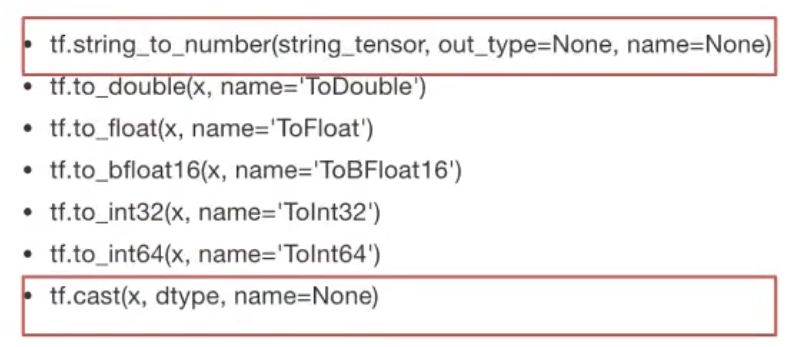 • tf.string_to_number(string_tensor, out_type=None, name=None)
• tf.to_double(x, name='ToDouble')
• tf.to_float(x, name='ToFloat')
• tf.to_bfloat16(x, name='ToBFloat16')
• tf.to_int32(x, name='ToInt32')
• tf.to_int64(x, name='ToInt64')
• tf.cast(x, dtype, name=None)